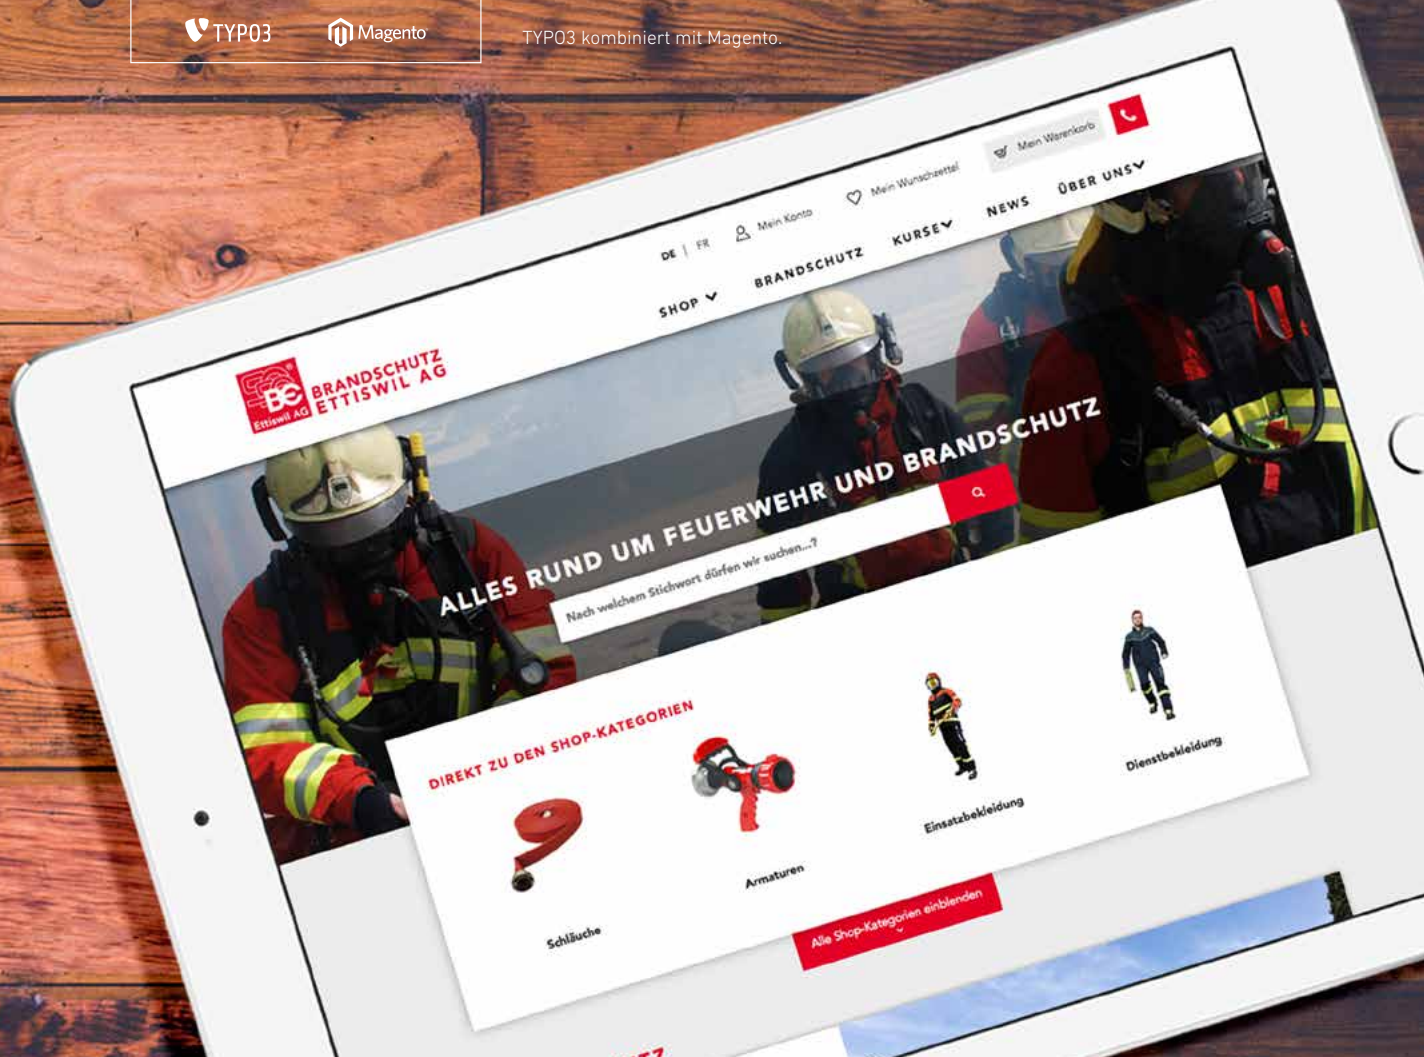 TYPO3
Magento
TYPO3 kombiniert mit Magento.
DE | FR
Mein Konto
Mein Wunschzettel
Mein Warenkorb
SHOP
BRANDSCHUTZ
KURSE
NEWS
ÜBER UNS
BE
Ettiswil AG
BRANDSCHUTZ
ETTISWIL AG
ALLES RUND UM FEUERWEHR UND BRANDSCHUTZ
Nach welchem Stichwort dürfen wir suchen...?
DIREKT ZU DEN SHOP-KATEGORIEN
Schläuche
Armaturen
Einsatzbekleidung
Dienstbekleidung
Alle Shop-Kategorien einblenden